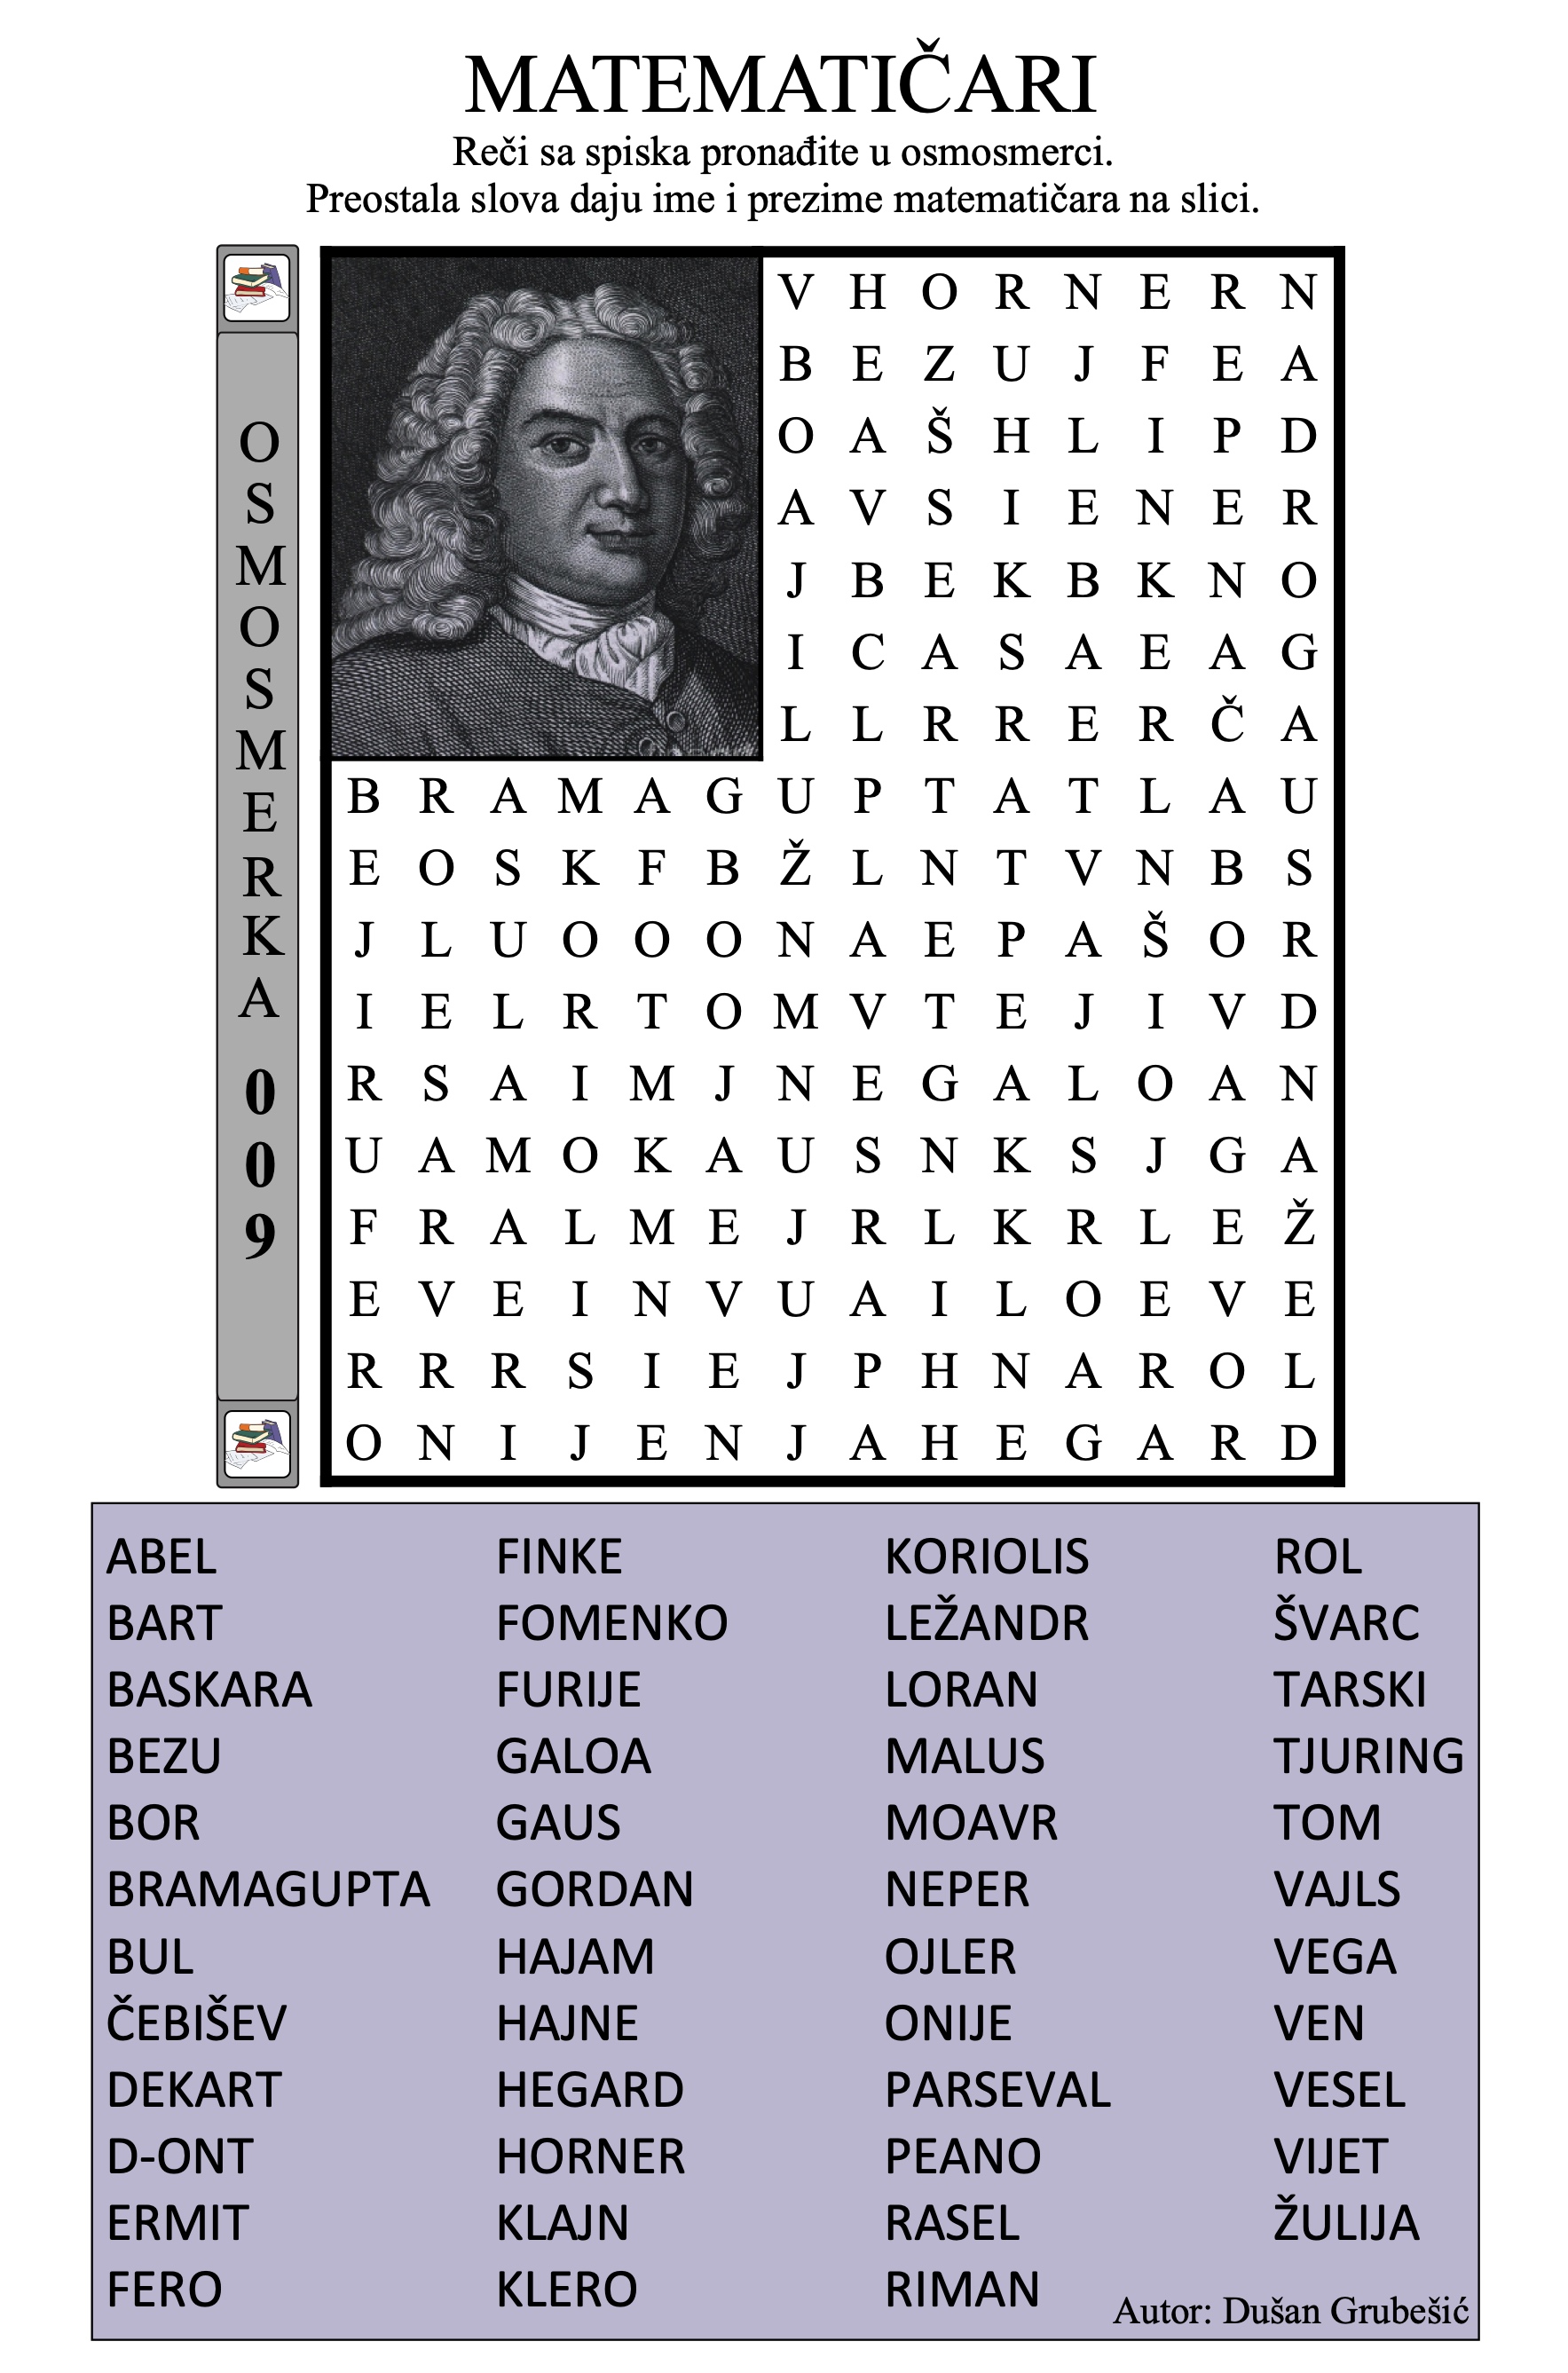 MATEMATIČARI
Reči sa spiska pronađite u osmosmerci.
Preostala slova daju ime i prezime matematičara na slici.
OSMOSMERKA 009
V H O R N E R N
B E Z U J F E A
O A Š H L I P D
A V S I E N E R
J B E K B K N O
I C A S A E A G
L L R R E R Č A
B R A M A G U P T A T L A U
E O S K F B Ž L N T V N B S
J L U O O O N A E P A Š O R
I E L R T O M V T E J I V D
R S A I M J N E G A L O A N
U A M O K A U S N K S J G A
F R A L M E J R L K R L E Ž
E V E I N V U A I L O E V E
R R R S I E J P H N A R O L
O N I J E N J A H E G A R D
ABEL FINKE KORIOLIS ROL
BART FOMENKO LEŽANDR ŠVARC
BASKARA FURIJE LORAN TARSKI
BEZU GALOA MALUS TJURING
BOR GAUS MOAVR TOM
BRAMAGUPTA GORDAN NEPER VAJLS
BUL HAJAM OJLER VEGA
ČEBIŠEV HAJNE ONIJE VEN
DEKART HEGARD PARSEVAL VESEL
D-ONT HORNER PEANO VIJET
ERMIT KLAJN RASEL ŽULIJA
FERO KLERO RIMAN
Autor: Dušan Grubešić